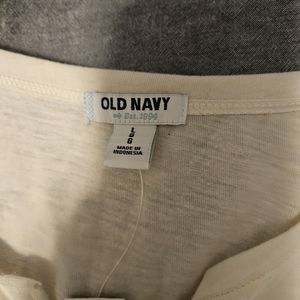 OLD NAVY
Est. 1994
L
G
G
MADE IN
INDONESIA